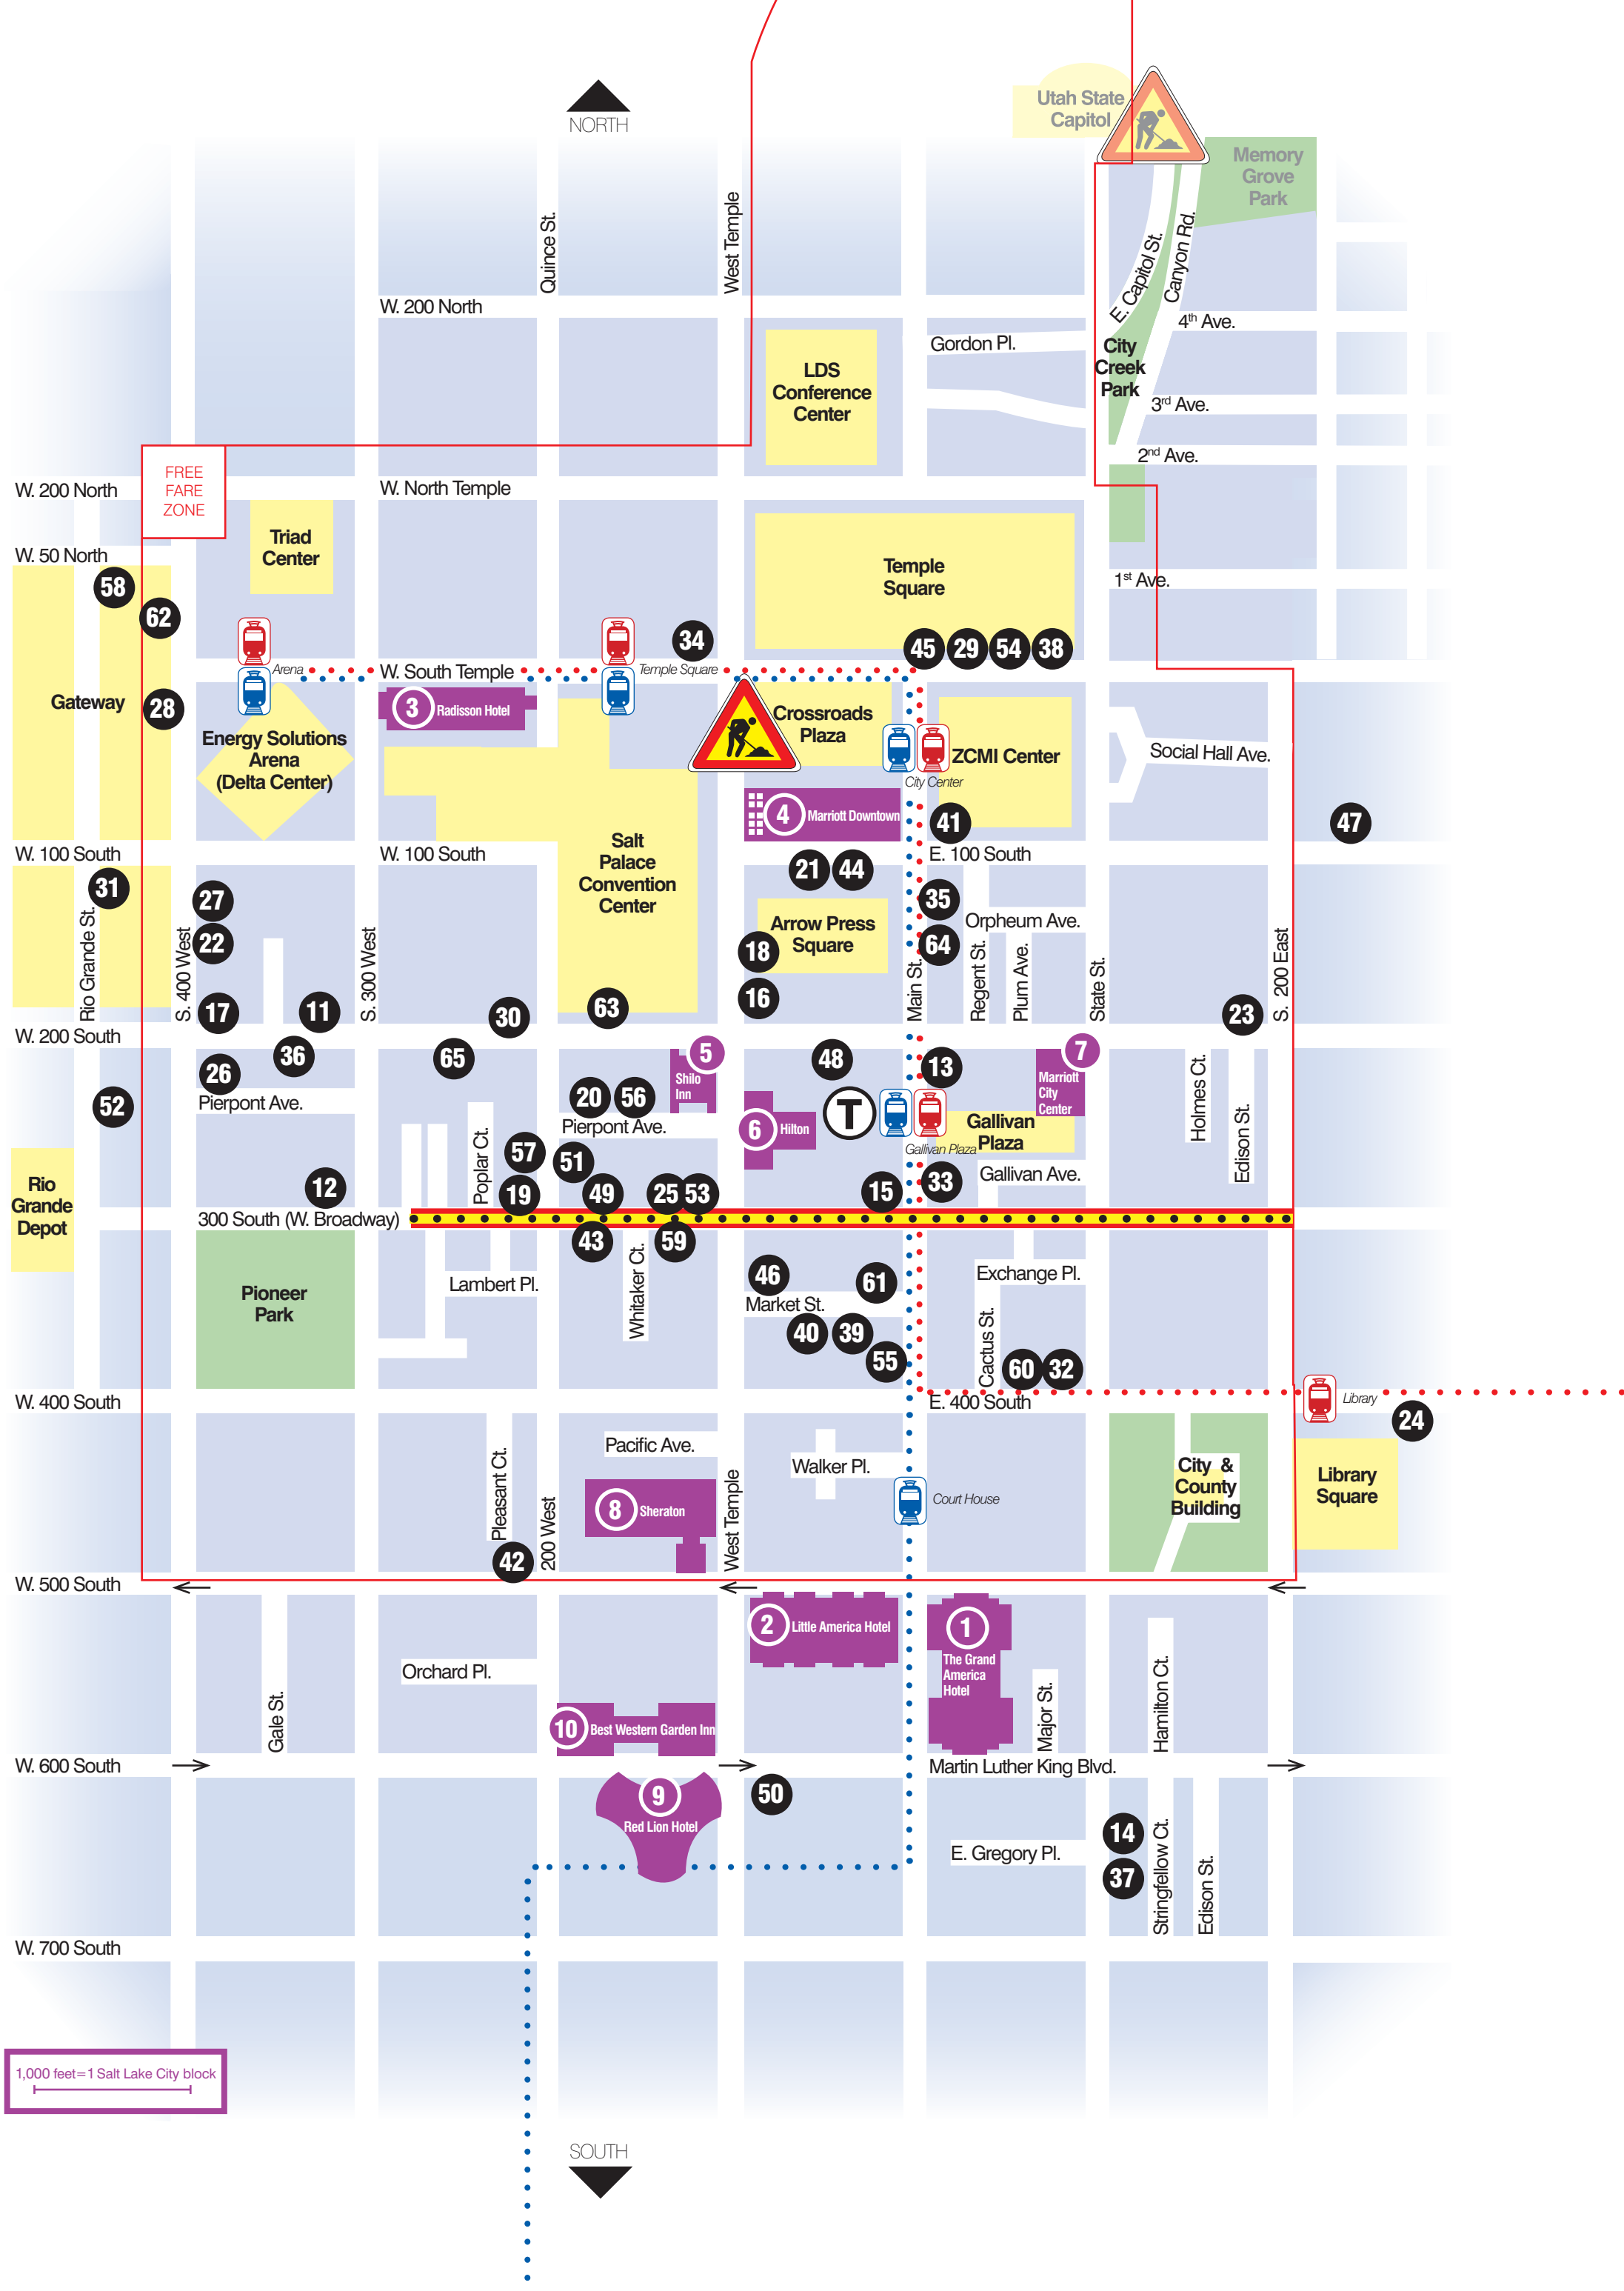 Utah State
Capitol
NORTH
Memory
Grove
Park
Quince St.
West Temple
E. Capitol St.
Canyon Rd.
W. 200 North
4th Ave.
Gordon Pl.
City
Creek
Park
LDS
Conference
Center
3rd Ave.
2nd Ave.
FREE
FARE
ZONE
W. 200 North
W. North Temple
Triad
Center
W. 50 North
Temple
Square
1st Ave.
58
62
34
45
29
54
38
Arena
W. South Temple
Temple Square
Gateway
28
3
Radisson Hotel
Crossroads
Plaza
Energy Solutions
Arena
(Delta Center)
ZCMI Center
Social Hall Ave.
City Center
4
Marriott Downtown
41
47
Salt
Palace
Convention
Center
W. 100 South
W. 100 South
E. 100 South
21
44
31
27
35
Orpheum Ave.
Arrow Press
Square
22
18
64
Rio Grande St.
S. 400 West
S. 300 West
Main St.
Regent St.
Plum Ave.
State St.
S. 200 East
16
17
11
30
63
23
W. 200 South
36
65
5
Shilo
Inn
48
13
7
Marriott
City
Center
26
Pierpont Ave.
52
20
56
Pierpont Ave.
6
Hilton
T
Gallivan
Plaza
Gallivan Plaza
Holmes Ct.
Edison St.
Poplar Ct.
57
51
Rio
Grande
Depot
12
19
49
25
53
15
33
Gallivan Ave.
300 South (W. Broadway)
43
59
Pioneer
Park
Lambert Pl.
Whitaker Ct.
46
61
Exchange Pl.
Market St.
40
39
55
Cactus St.
60
32
W. 400 South
E. 400 South
Library
24
Pacific Ave.
Walker Pl.
City &
County
Building
Library
Square
Pleasant Ct.
200 West
8
Sheraton
West Temple
Court House
42
W. 500 South
2
Little America Hotel
1
The Grand
America
Hotel
Orchard Pl.
Gale St.
Major St.
Hamilton Ct.
10
Best Western Garden Inn
W. 600 South
Martin Luther King Blvd.
9
Red Lion Hotel
50
14
E. Gregory Pl.
37
Stringfellow Ct.
Edison St.
W. 700 South
1,000 feet=1 Salt Lake City block
SOUTH